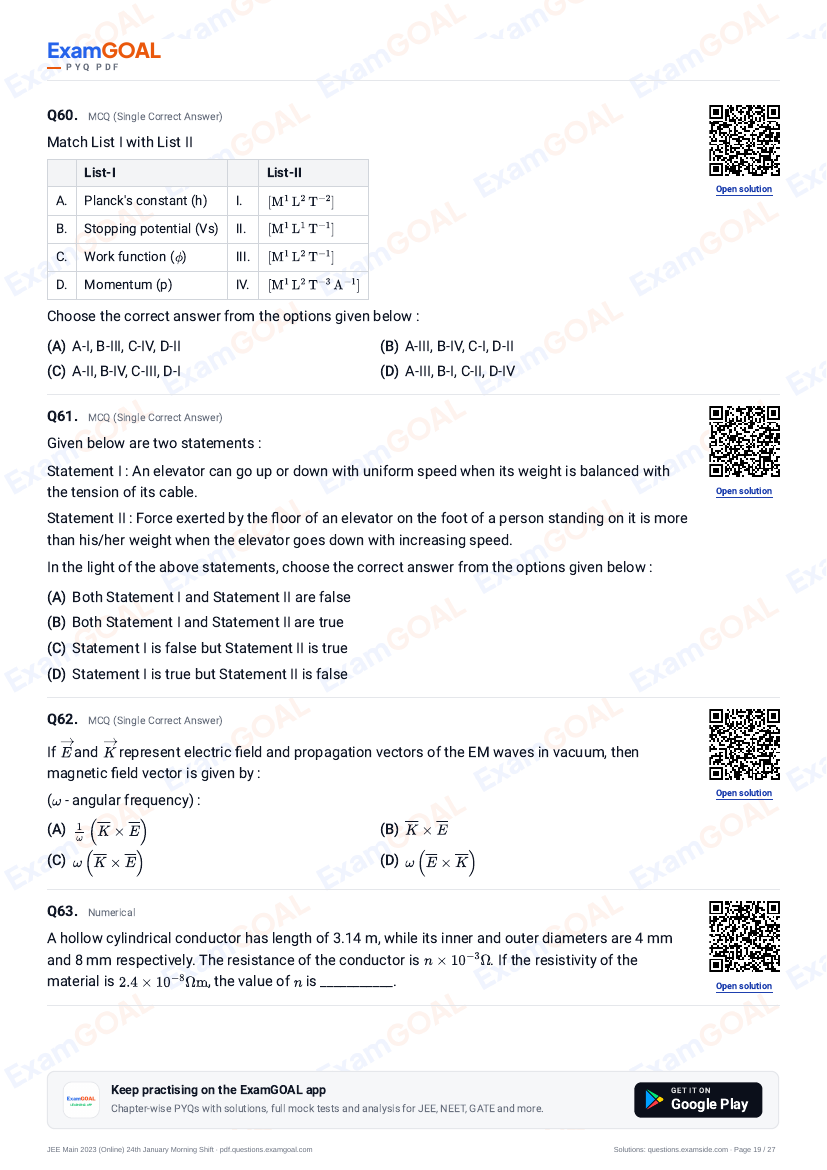 ExamGOAL
PYQ PDF
Q60. MCQ (Single Correct Answer)
Match List I with List II
List-I List-II
A. Planck's constant (h) I. [M¹ L² T⁻²]
B. Stopping potential (Vs) II. [M¹ L¹ T⁻¹]
C. Work function (ϕ) III. [M¹ L² T⁻¹]
D. Momentum (p) IV. [M¹ L² T⁻³ A⁻¹]
Choose the correct answer from the options given below :
(A) A-I, B-III, C-IV, D-II (B) A-III, B-IV, C-I, D-II
(C) A-II, B-IV, C-III, D-I (D) A-III, B-I, C-II, D-IV
Open solution
Q61. MCQ (Single Correct Answer)
Given below are two statements :
Statement I : An elevator can go up or down with uniform speed when its weight is balanced with
the tension of its cable.
Statement II : Force exerted by the floor of an elevator on the foot of a person standing on it is more
than his/her weight when the elevator goes down with increasing speed.
In the light of the above statements, choose the correct answer from the options given below :
(A) Both Statement I and Statement II are false
(B) Both Statement I and Statement II are true
(C) Statement I is false but Statement II is true
(D) Statement I is true but Statement II is false
Open solution
Q62. MCQ (Single Correct Answer)
If E⃗ and K⃗ represent electric field and propagation vectors of the EM waves in vacuum, then
magnetic field vector is given by :
(ω - angular frequency) :
(A) 1/ω (K̅ × E̅) (B) K̅ × E̅
(C) ω (K̅ × E̅) (D) ω (E̅ × K̅)
Open solution
Q63. Numerical
A hollow cylindrical conductor has length of 3.14 m, while its inner and outer diameters are 4 mm
and 8 mm respectively. The resistance of the conductor is n × 10⁻³Ω. If the resistivity of the
material is 2.4 × 10⁻⁸Ωm, the value of n is ___________.
Open solution
ExamGOAL
Keep practising on the ExamGOAL app
Chapter-wise PYQs with solutions, full mock tests and analysis for JEE, NEET, GATE and more.
GET IT ON
Google Play
JEE Main 2023 (Online) 24th January Morning Shift · pdf.questions.examgoal.com
Solutions: questions.examside.com · Page 19 / 27